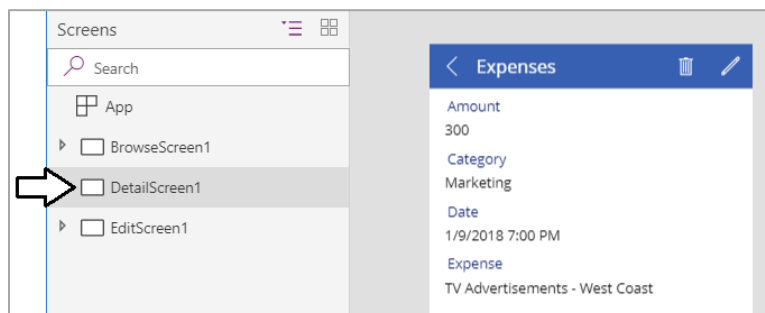 Screens
Search
App
BrowseScreen1
DetailScreen1
EditScreen1
Expenses
Amount
300
Category
Marketing
Date
1/9/2018 7:00 PM
Expense
TV Advertisements - West Coast